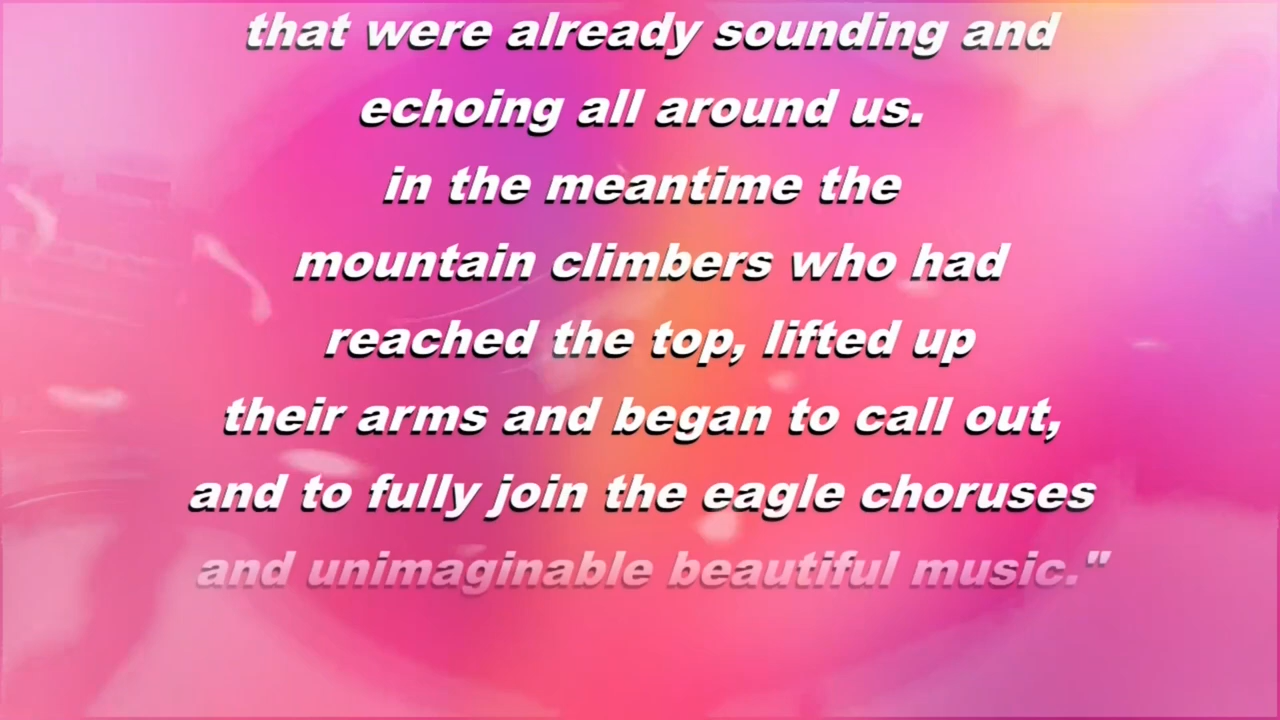 that were already sounding and
echoing all around us.
in the meantime the
mountain climbers who had
reached the top, lifted up
their arms and began to call out,
and to fully join the eagle choruses
and unimaginable beautiful music."